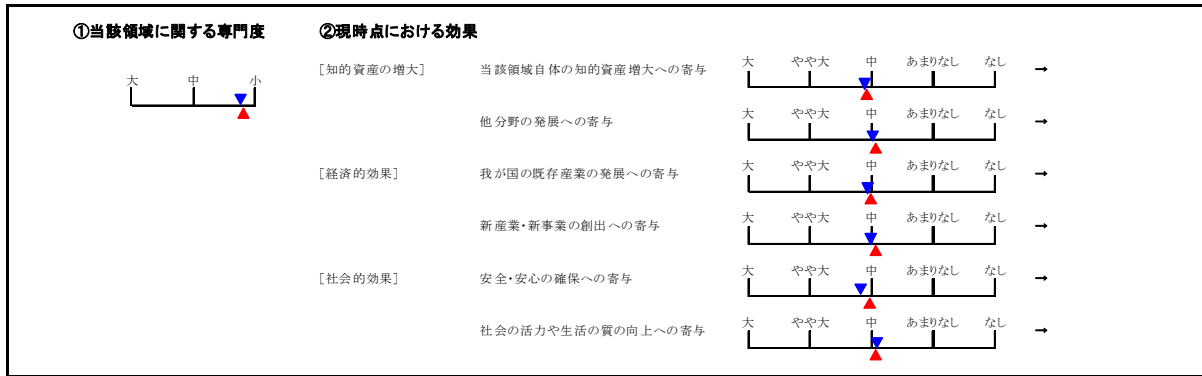 ①当該領域に関する専門度 ②現時点における効果
大 中 小
[知的資産の増大] 当該領域自体の知的資産増大への寄与 大 やや大 中 あまりなし なし →
他分野の発展への寄与 大 やや大 中 あまりなし なし →
[経済的効果] 我が国の既存産業の発展への寄与 大 やや大 中 あまりなし なし →
新産業・新事業の創出への寄与 大 やや大 中 あまりなし なし →
[社会的効果] 安全・安心の確保への寄与 大 やや大 中 あまりなし なし →
社会の活力や生活の質の向上への寄与 大 やや大 中 あまりなし なし →